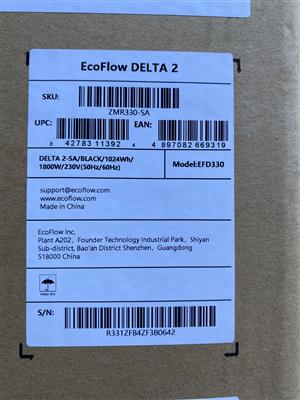 EcoFlow DELTA 2
SKU:
ZMR330-SA
UPC:
EAN:
8 42783 11392 4
4 897082 669319
DELTA 2-SA/BLACK/1024Wh/
1800W/230V(50Hz/60Hz)
Model:EFD330
support@ecoflow.com
www.ecoflow.com
Made in China
EcoFlow Inc.
Plant A202, Founder Technology Industrial Park, Shiyan
Sub-district, Bao'an District Shenzhen, Guangdong
518000 China
Keep dry
S/N:
R331ZFB4ZF3B0642